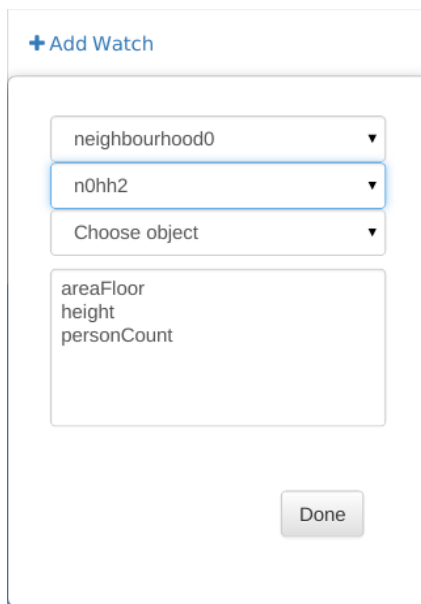 Add Watch
neighbourhood0
n0hh2
Choose object
areaFloor
height
personCount
Done